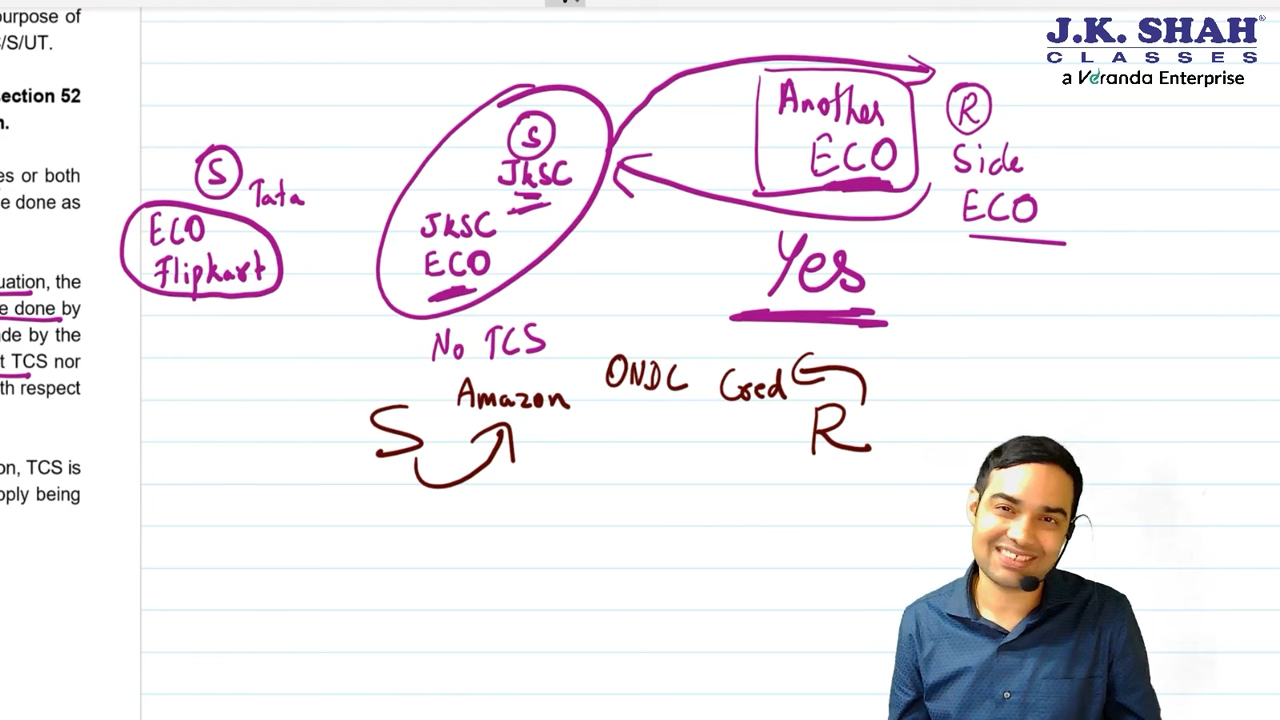 purpose of
/S/UT.
section 52
es or both
e done as
uation, the
e done by
de by the
t TCS nor
th respect
on, TCS is
pply being
J.K. SHAH
CLASSES
a Veranda Enterprise
S
Tata
ECO
Flipkart
S
JKSC
JKSC
ECO
No TCS
Another
ECO
R
Side
ECO
Yes
Amazon
ONDC
Cred
S
R